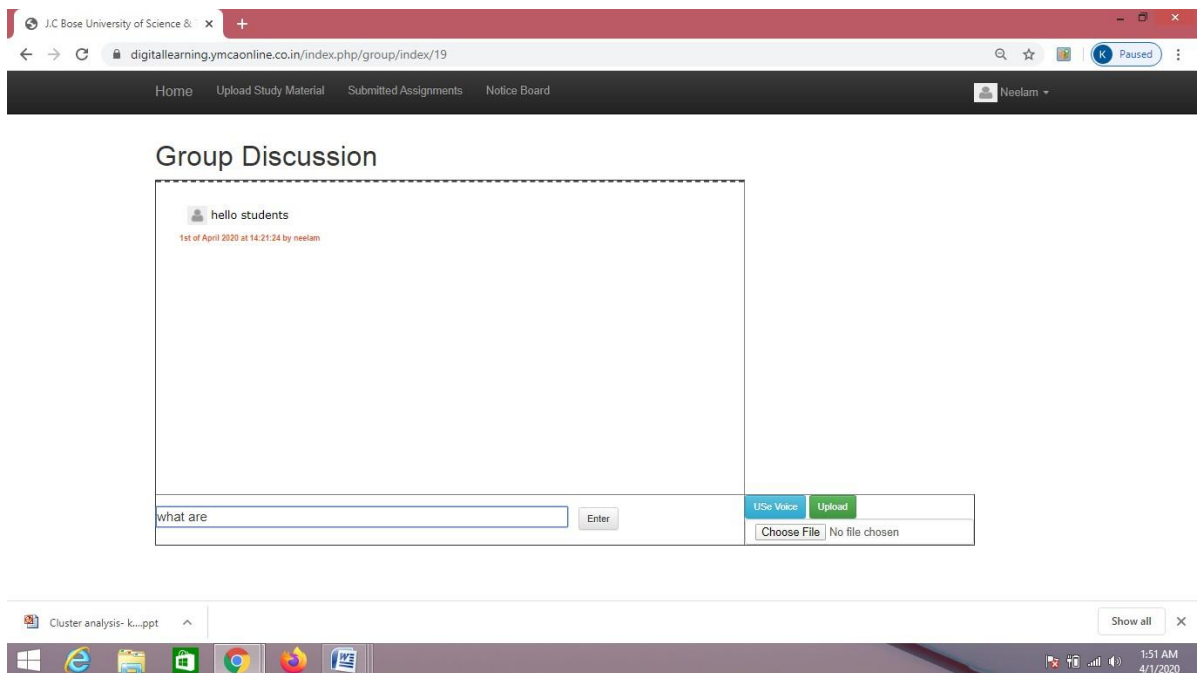 J.C Bose University of Science &
digitallearning.ymcaonline.co.in/index.php/group/index/19
K Paused
Home Upload Study Material Submitted Assignments Notice Board Neelam
Group Discussion
hello students
1st of April 2020 at 14:21:24 by neelam
USe Voice Upload
what are Enter
Choose File No file chosen
Cluster analysis- k....ppt Show all
1:51 AM
4/1/2020